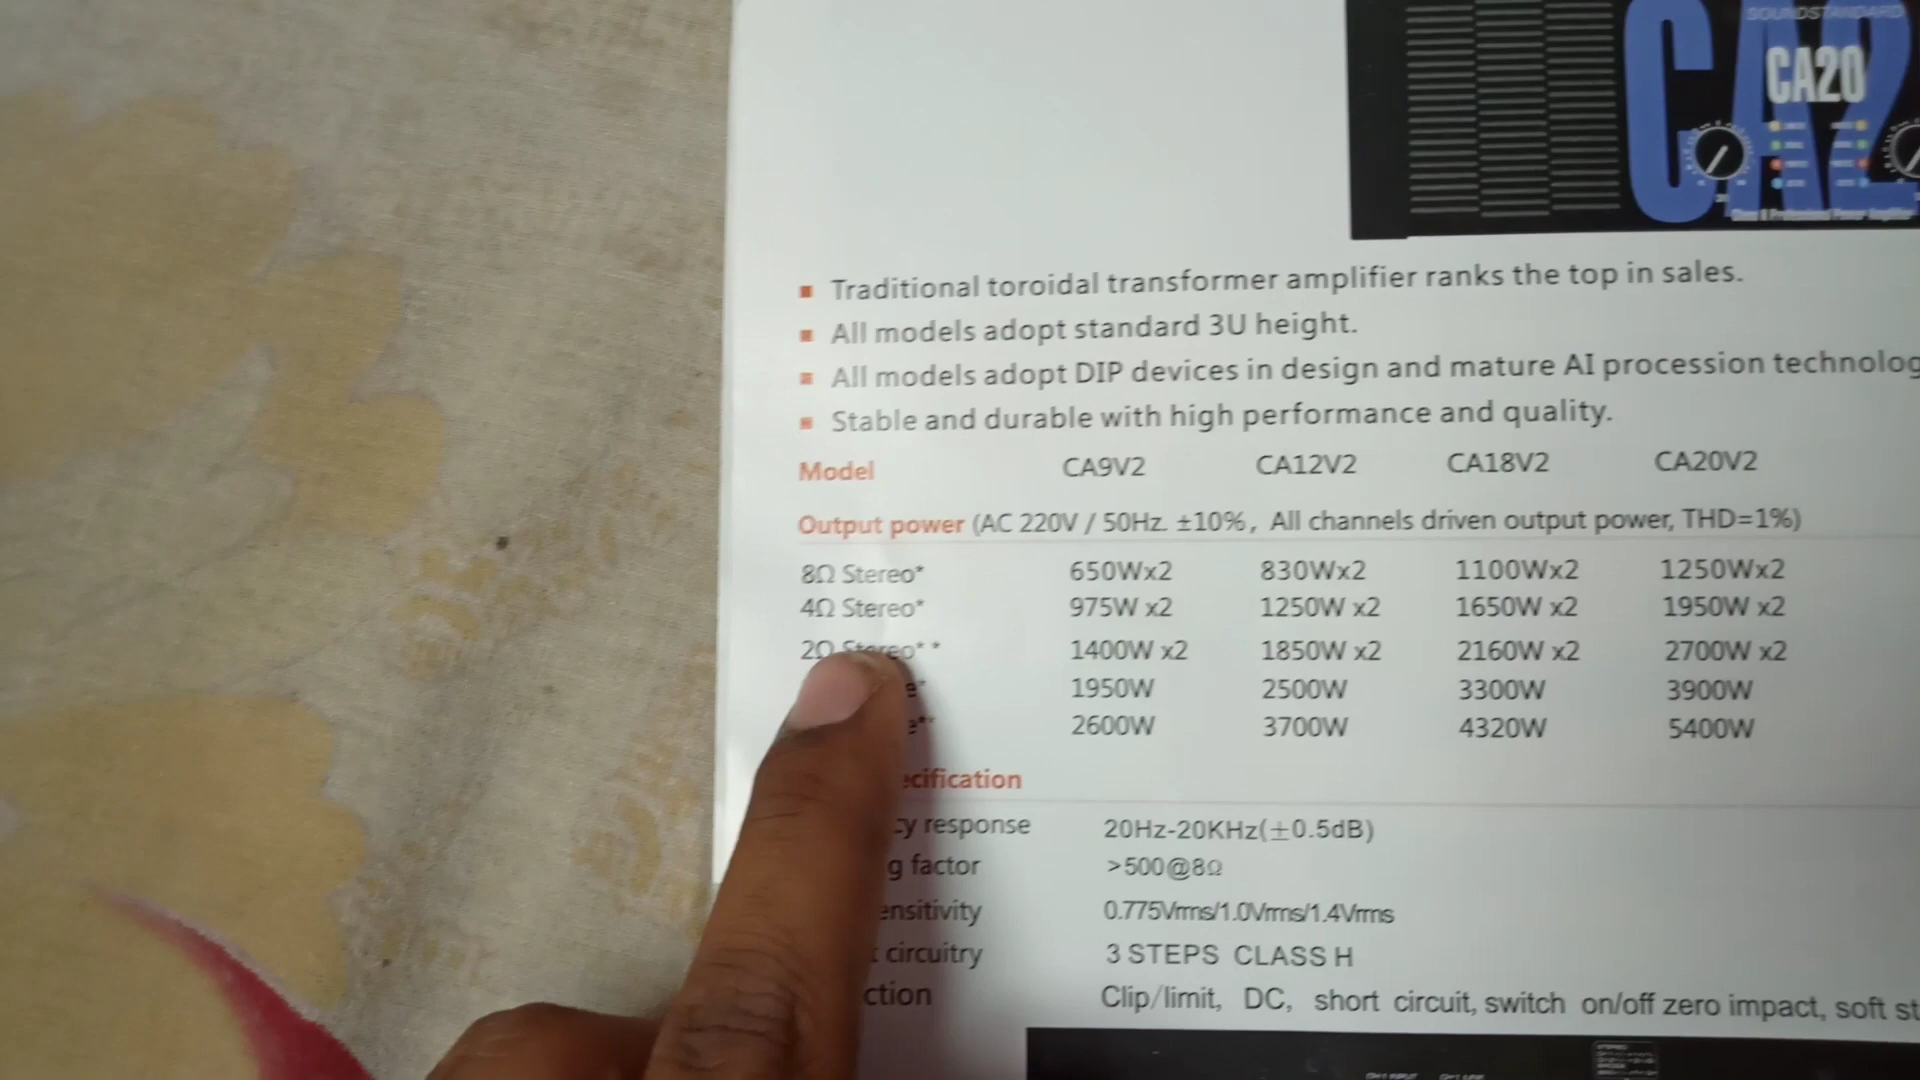 SOUNDSTANDARD
CA20
Traditional toroidal transformer amplifier ranks the top in sales.
All models adopt standard 3U height.
All models adopt DIP devices in design and mature AI procession technolog
Stable and durable with high performance and quality.
Model CA9V2 CA12V2 CA18V2 CA20V2
Output power (AC 220V / 50Hz. ±10%, All channels driven output power, THD=1%)
8Ω Stereo* 650Wx2 830Wx2 1100Wx2 1250Wx2
4Ω Stereo* 975W x2 1250W x2 1650W x2 1950W x2
2Ω Stereo** 1400W x2 1850W x2 2160W x2 2700W x2
e* 1950W 2500W 3300W 3900W
e** 2600W 3700W 4320W 5400W
cification
cy response 20Hz-20KHz(±0.5dB)
g factor >500@8Ω
ensitivity 0.775Vrms/1.0Vrms/1.4Vrms
t circuitry 3 STEPS CLASS H
ction Clip/limit, DC, short circuit, switch on/off zero impact, soft st